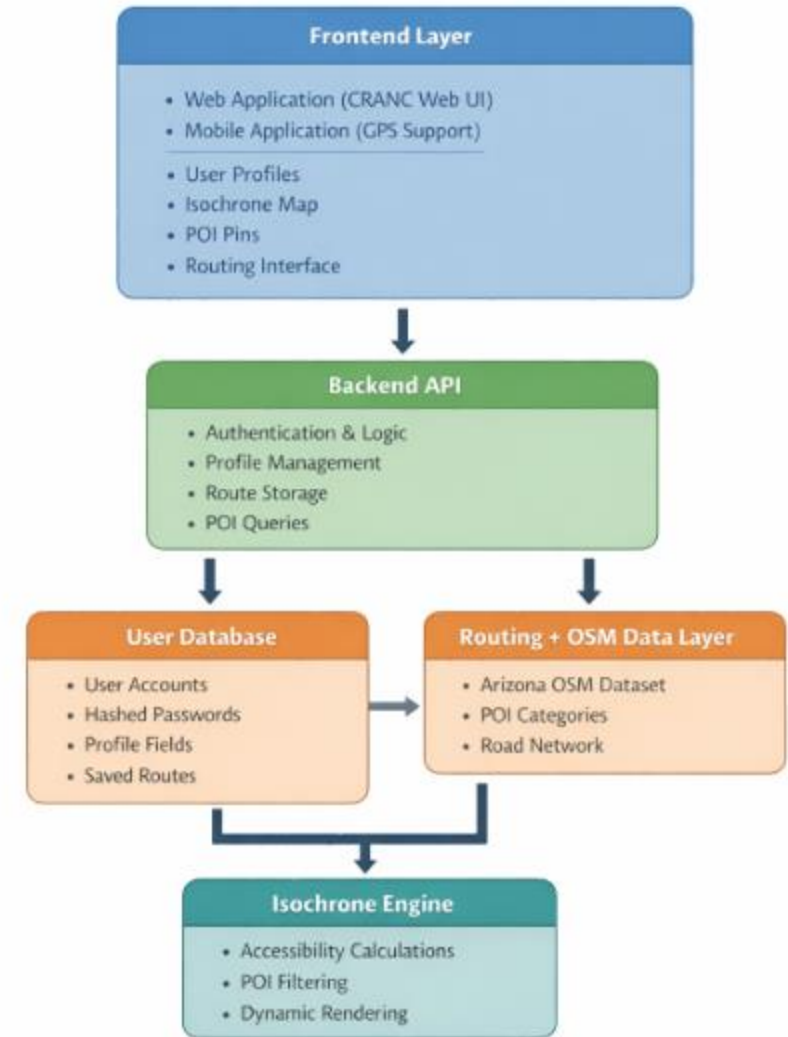 Frontend Layer
• Web Application (CRANC Web UI)
• Mobile Application (GPS Support)
• User Profiles
• Isochrone Map
• POI Pins
• Routing Interface
Backend API
• Authentication & Logic
• Profile Management
• Route Storage
• POI Queries
User Database
• User Accounts
• Hashed Passwords
• Profile Fields
• Saved Routes
Routing + OSM Data Layer
• Arizona OSM Dataset
• POI Categories
• Road Network
Isochrone Engine
• Accessibility Calculations
• POI Filtering
• Dynamic Rendering